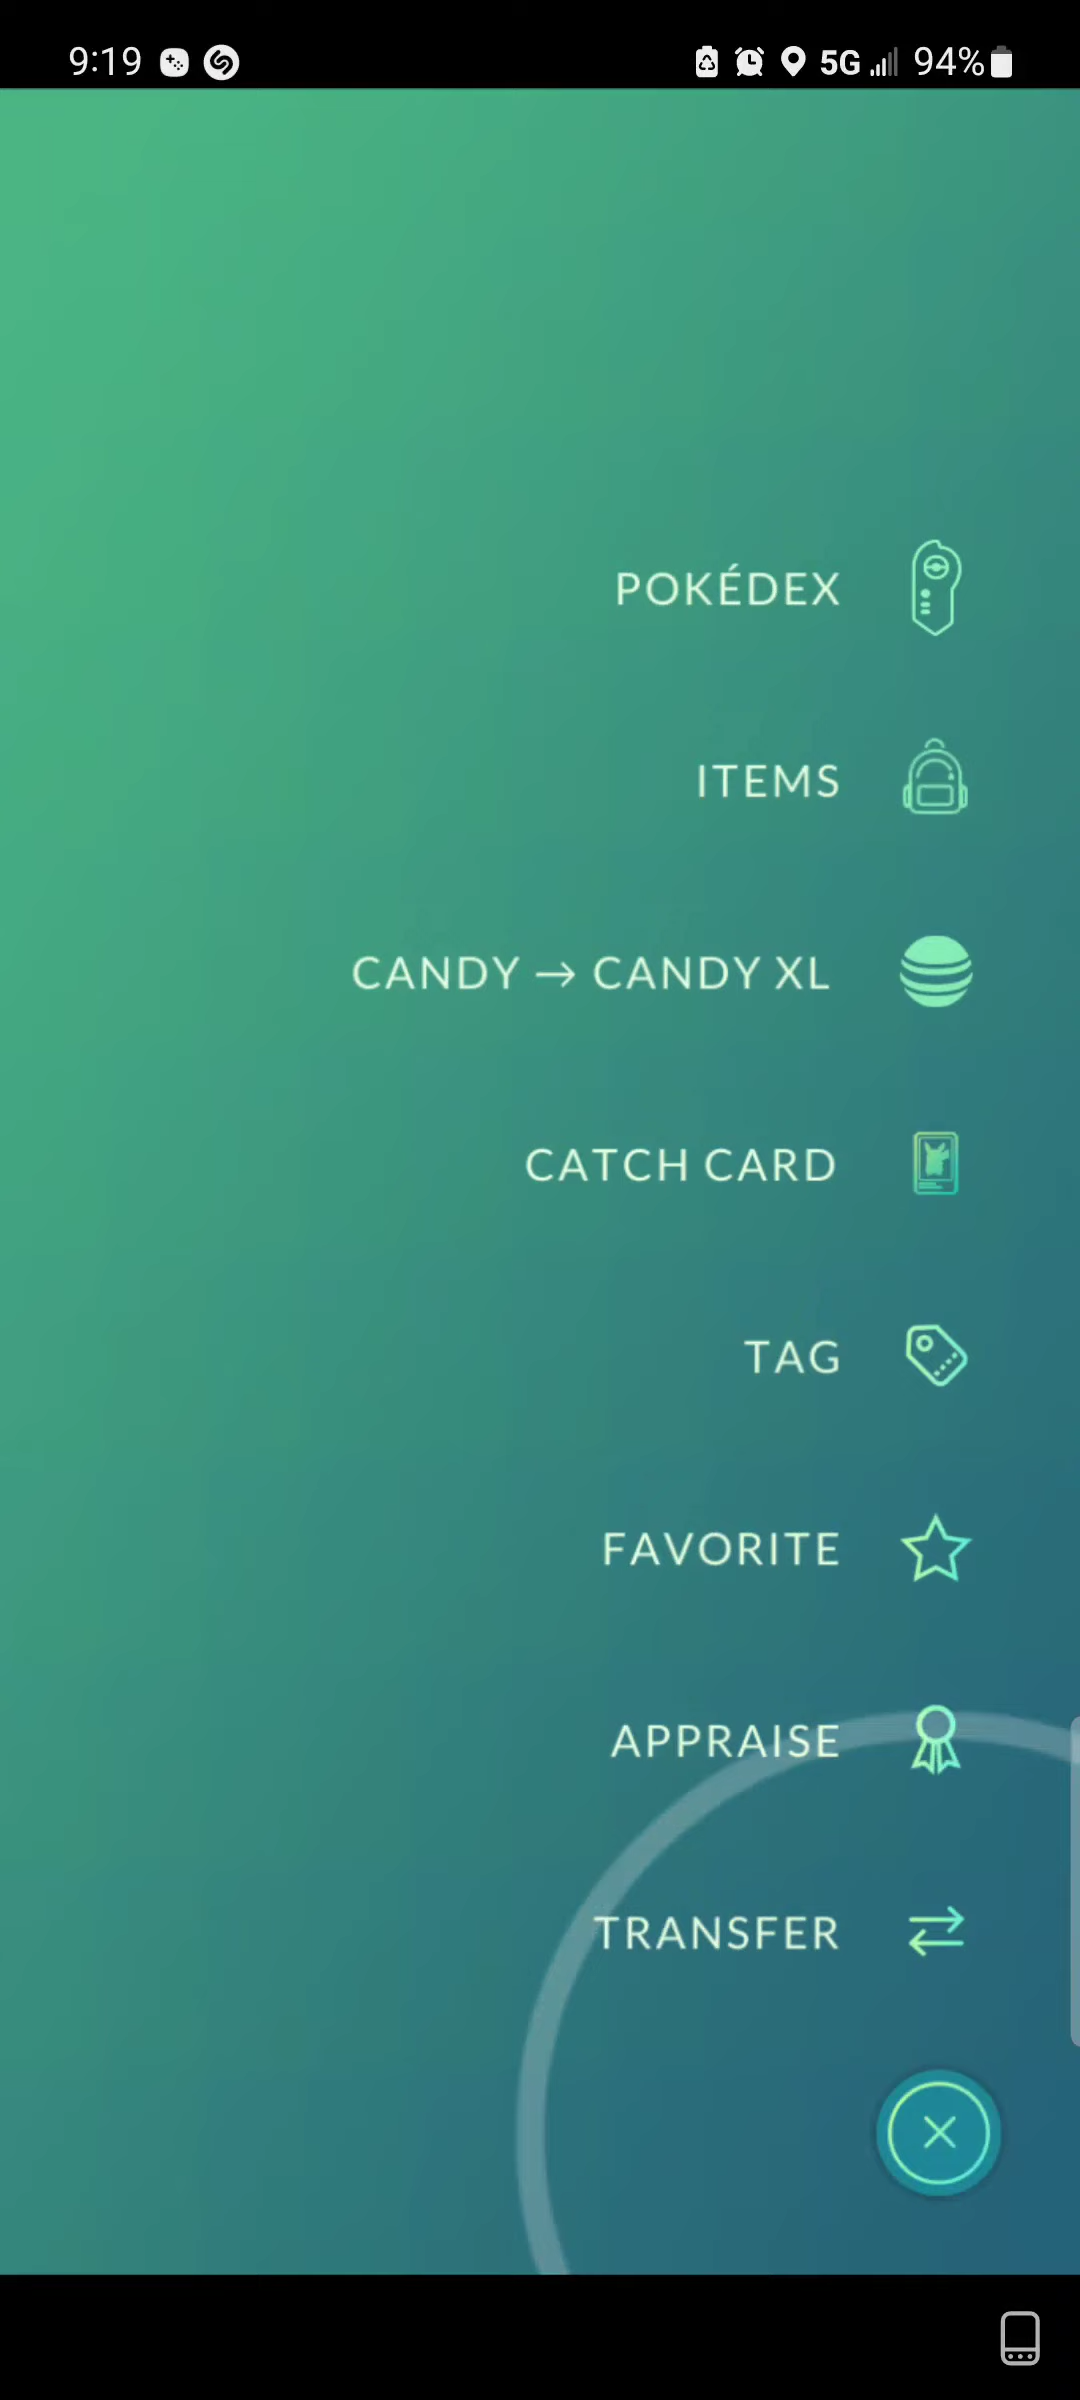 9:19 5G 94%
POKÉDEX
ITEMS
CANDY → CANDY XL
CATCH CARD
TAG
FAVORITE
APPRAISE
TRANSFER